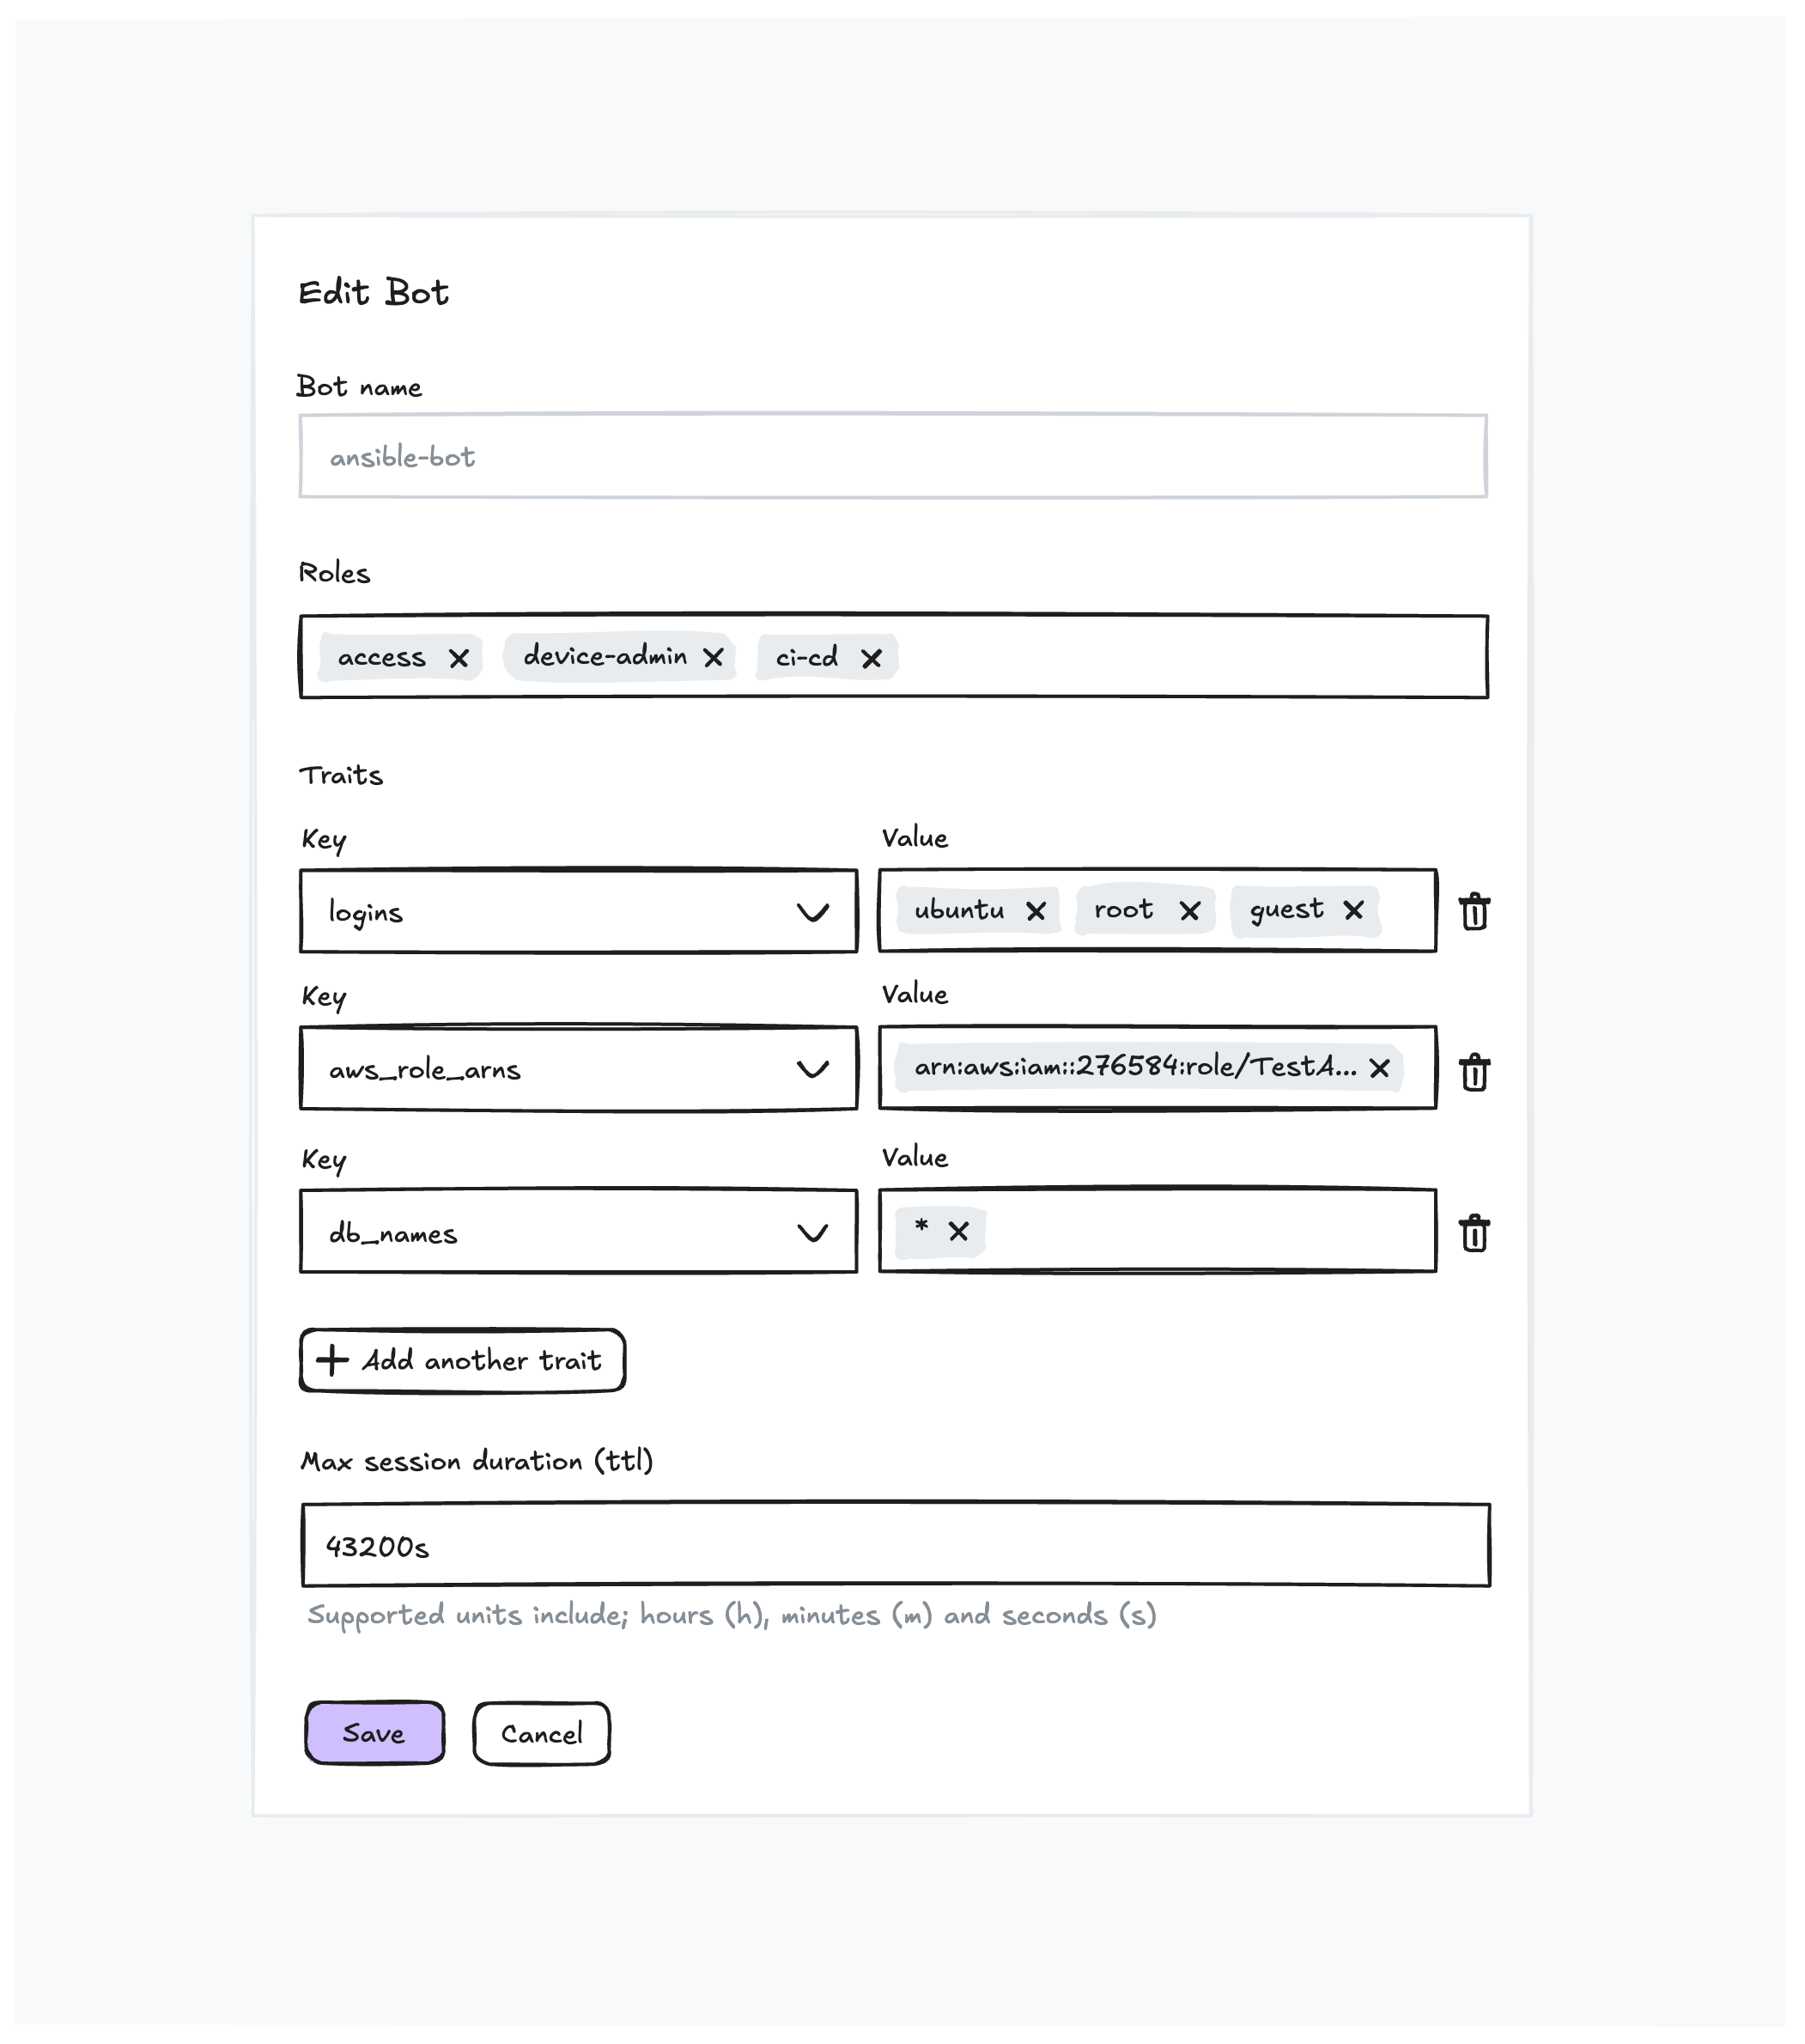 Edit Bot
Bot name
ansible-bot
Roles
access device-admin ci-cd
Traits
Key Value
logins ubuntu root guest
Key Value
aws_role_arns arn:aws:iam::276584:role/TestA...
Key Value
db_names *
Add another trait
Max session duration (ttl)
43200s
Supported units include; hours (h), minutes (m) and seconds (s)
Save Cancel